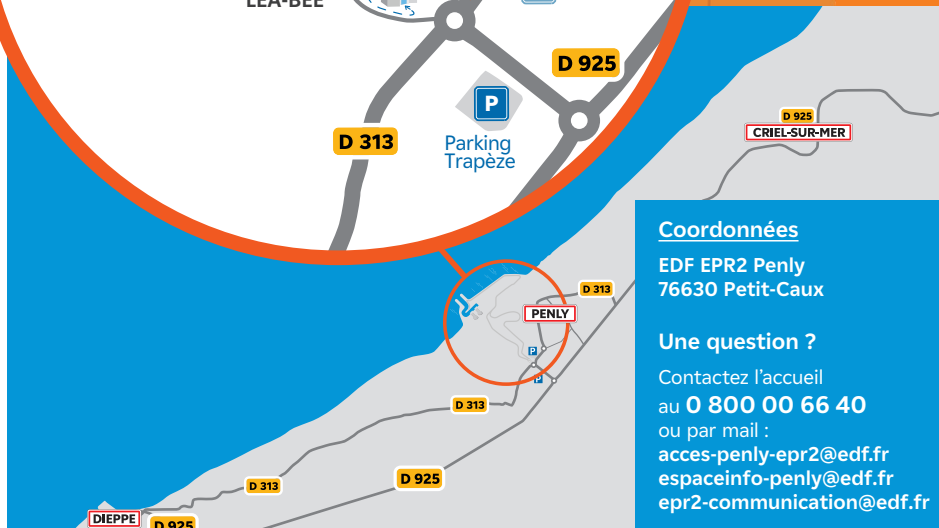 LEA-BEE
D 925
P
D 313
Parking
Trapèze
D 925
CRIEL-SUR-MER
D 313
PENLY
P
P
D 313
D 925
D 313
DIEPPE
D 925
Coordonnées
EDF EPR2 Penly
76630 Petit-Caux
Une question ?
Contactez l'accueil
au 0 800 00 66 40
ou par mail :
acces-penly-epr2@edf.fr
espaceinfo-penly@edf.fr
epr2-communication@edf.fr